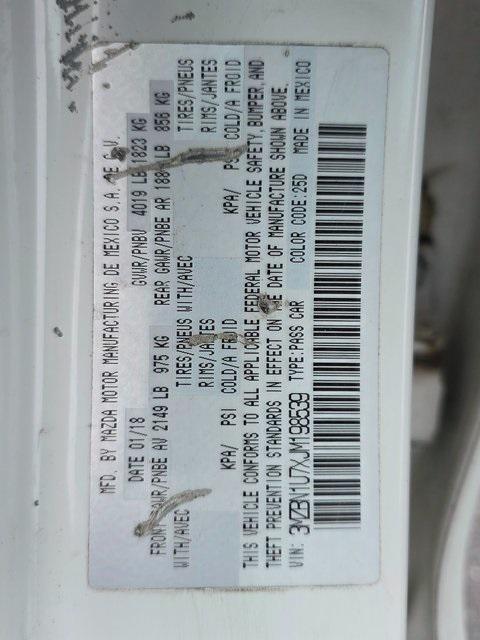 MFD. BY MAZDA MOTOR MANUFACTURING DE MEXICO S.A. DE C.V.
DATE 01/18 GVWR/PNBV 4019 LB 1823 KG
FRONT GAWR/PNBE AV 2149 LB 975 KG REAR GAWR/PNBE AR 1884 LB 856 KG
WITH/AVEC TIRES/PNEUS WITH/AVEC TIRES/PNEUS
RIMS/JANTES RIMS/JANTES
KPA/ PSI COLD/A FROID KPA/ PSI COLD/A FROID
THIS VEHICLE CONFORMS TO ALL APPLICABLE FEDERAL MOTOR VEHICLE SAFETY, BUMPER, AND
THEFT PREVENTION STANDARDS IN EFFECT ON THE DATE OF MANUFACTURE SHOWN ABOVE.
VIN: 3MZBN1U7XJM198539 TYPE:PASS CAR COLOR CODE:25D MADE IN MEXICO